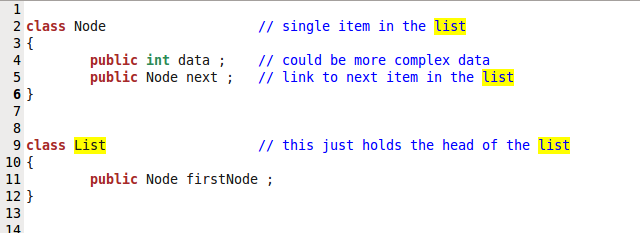 1
2 class Node                   // single item in the list
3 {
4         public int data ;    // could be more complex data
5         public Node next ;   // link to next item in the list
6 }
7
8
9 class List                   // this just holds the head of the list
10 {
11         public Node firstNode ;
12 }
13
14